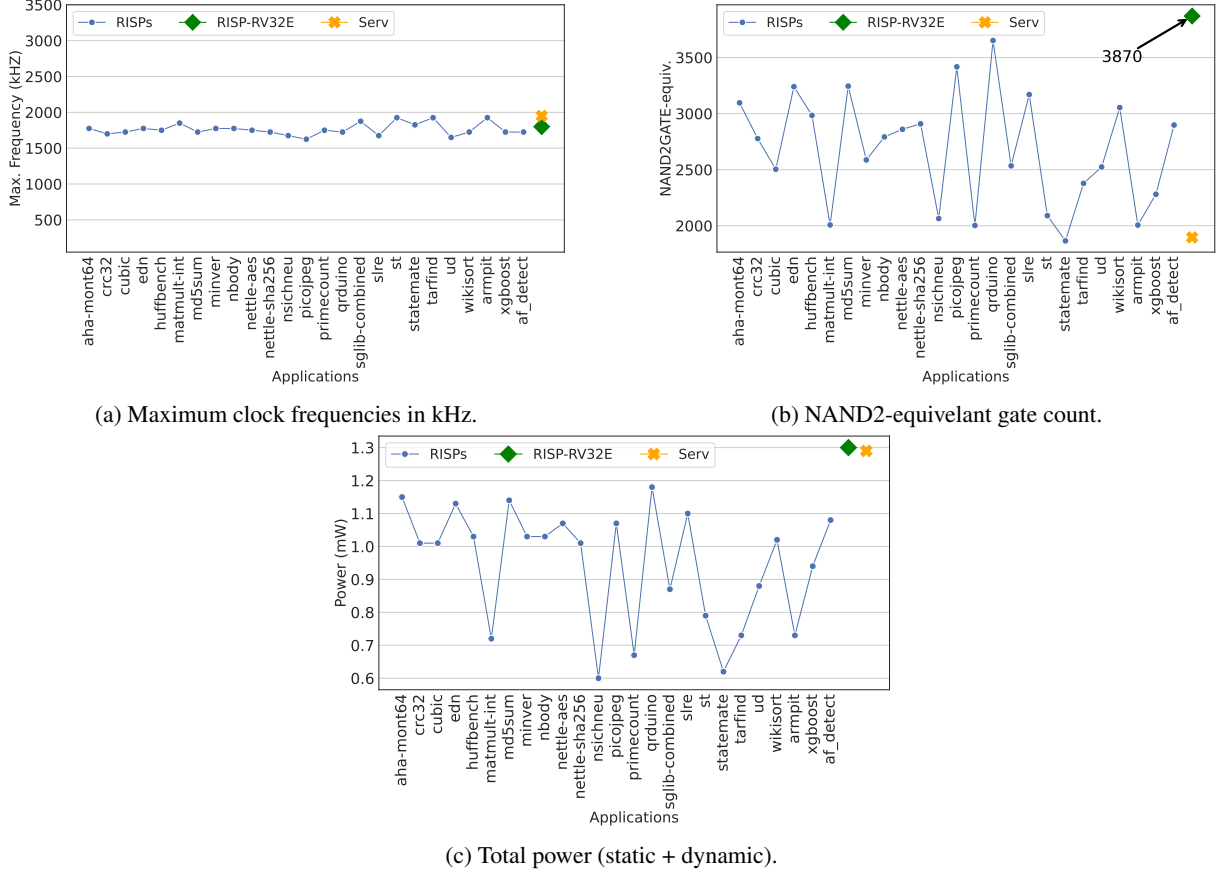 3500
3000
2500
2000
1500
1000
500
Max. Frequency (kHZ)
RISPs RISP-RV32E Serv
aha-mont64
crc32
cubic
edn
huffbench
matmult-int
md5sum
minver
nbody
nettle-aes
nettle-sha256
nsichneu
picojpeg
primecount
qrduino
sglib-combined
slre
st
statemate
tarfind
ud
wikisort
armpit
xgboost
af_detect
Applications
(a) Maximum clock frequencies in kHz.
3500
3000
2500
2000
NAND2GATE-equiv.
RISPs RISP-RV32E Serv
3870
aha-mont64
crc32
cubic
edn
huffbench
matmult-int
md5sum
minver
nbody
nettle-aes
nettle-sha256
nsichneu
picojpeg
primecount
qrduino
sglib-combined
slre
st
statemate
tarfind
ud
wikisort
armpit
xgboost
af_detect
Applications
(b) NAND2-equivelant gate count.
1.3
1.2
1.1
1.0
0.9
0.8
0.7
0.6
Power (mW)
RISPs RISP-RV32E Serv
aha-mont64
crc32
cubic
edn
huffbench
matmult-int
md5sum
minver
nbody
nettle-aes
nettle-sha256
nsichneu
picojpeg
primecount
qrduino
sglib-combined
slre
st
statemate
tarfind
ud
wikisort
armpit
xgboost
af_detect
Applications
(c) Total power (static + dynamic).